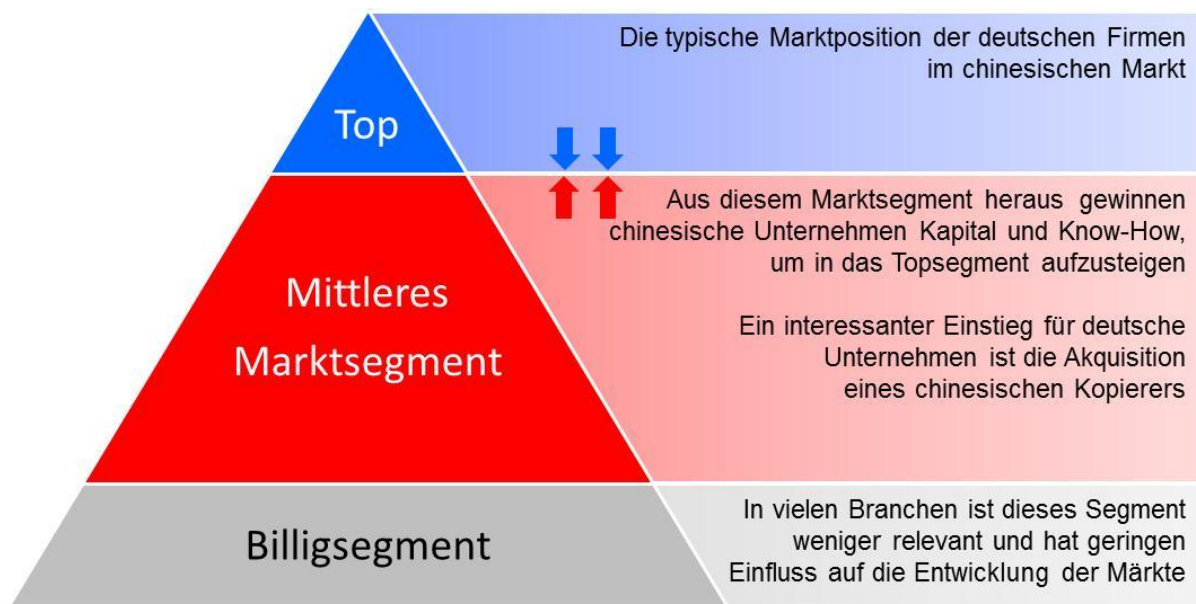 Top
Die typische Marktposition der deutschen Firmen
im chinesischen Markt
Mittleres
Marktsegment
Aus diesem Marktsegment heraus gewinnen
chinesische Unternehmen Kapital und Know-How,
um in das Topsegment aufzusteigen
Ein interessanter Einstieg für deutsche
Unternehmen ist die Akquisition
eines chinesischen Kopierers
Billigsegment
In vielen Branchen ist dieses Segment
weniger relevant und hat geringen
Einfluss auf die Entwicklung der Märkte